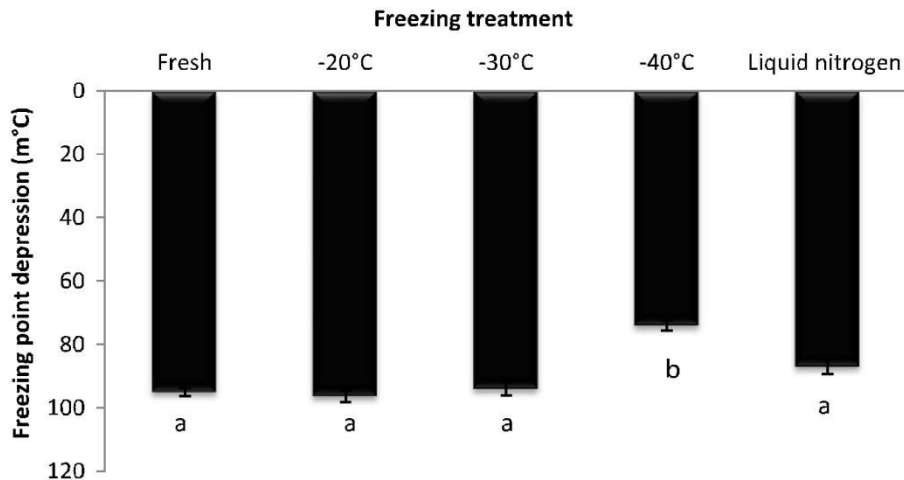 Freezing treatment
Fresh -20°C -30°C -40°C Liquid nitrogen
Freezing point depression (m°C)
0
20
40
60
80
100
120
a a a b a